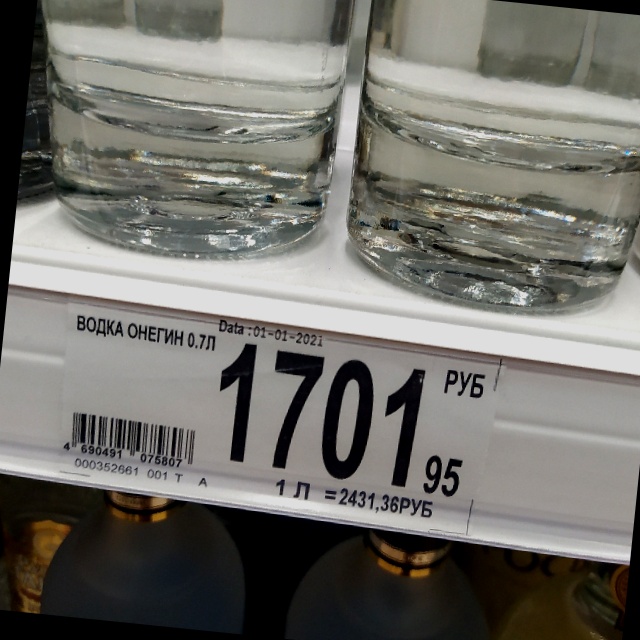 ВОДКА ОНЕГИН 0.7Л
Data :01-01-2021
1701 95 РУБ
4 690491 075807
000352661 001 Т А
1 Л =2431,36РУБ